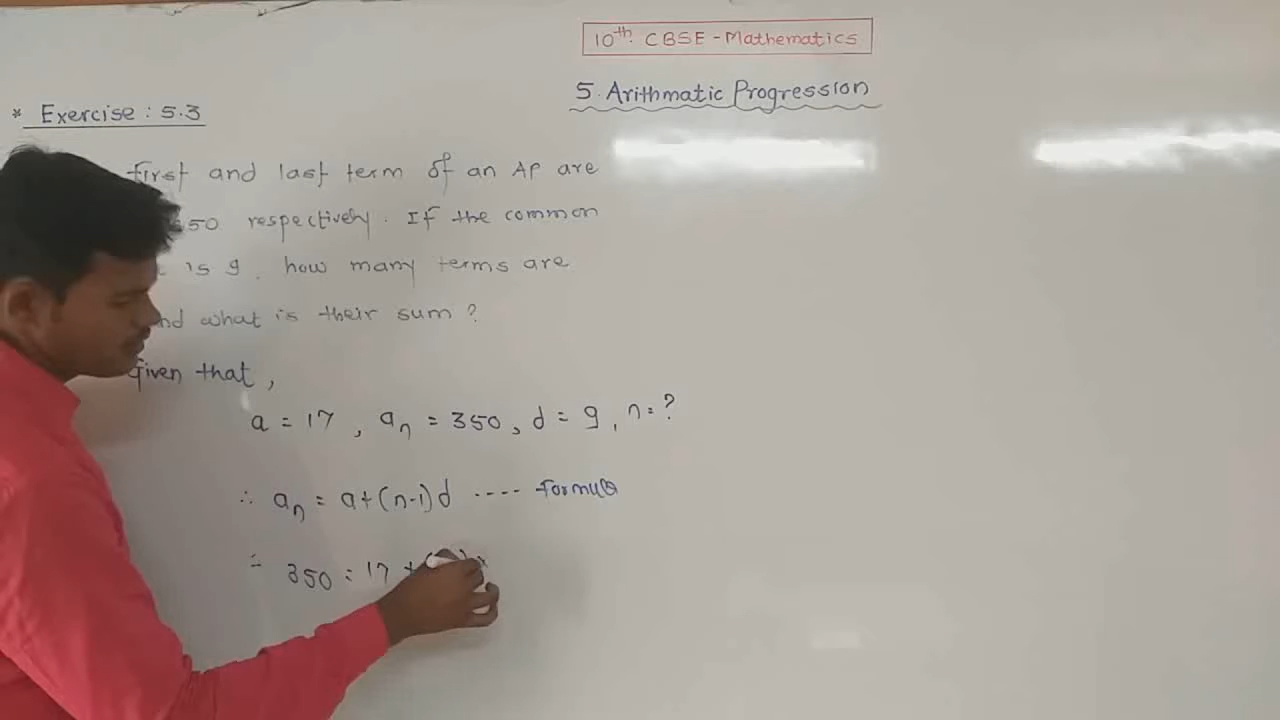 10th CBSE - Mathematics
5. Arithmatic Progression
* Exercise : 5.3
first and last term of an AP are
350 respectively. If the common
is 9, how many terms are
and what is their sum ?
Given that,
a = 17 , an = 350, d = 9, n = ?
∴ an = a+(n-1)d ---- formula
350 = 17 +